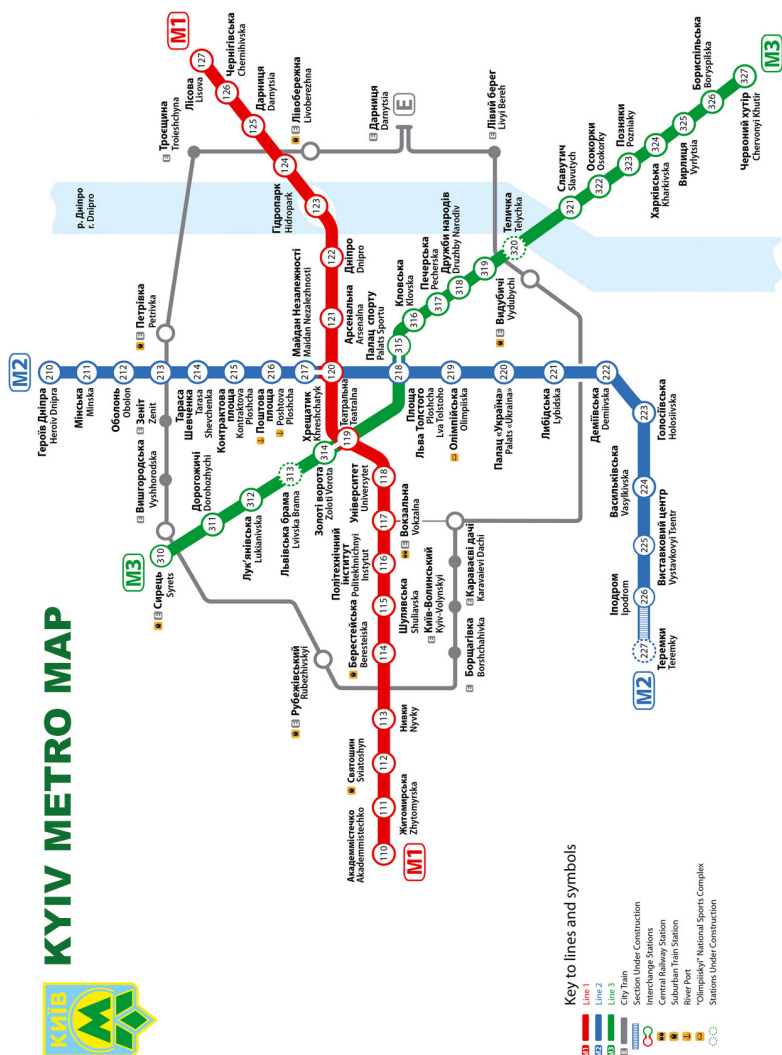 КИЇВ
KYIV METRO MAP
M1
127
Лісова
Lisova
126
Чернігівська
Chernihivska
125
Дарниця
Darnytsia
E Лівобережна
Livoberezhna
124
123
Гідропарк
Hidropark
122
Дніпро
Dnipro
121
Арсенальна
Arsenalna
120
Хрещатик
Khreshchatyk
119
Театральна
Teatralna
118
Університет
Universytet
117
E Вокзальна
Vokzalna
116
Політехнічний
інститут
Politekhnichnyi
Instytut
115
Шулявська
Shuliavska
114
Берестейська
Beresteiska
113
Нивки
Nyvky
112
Святошин
Sviatoshyn
111
Житомирська
Zhytomyrska
110
Академмістечко
Akademmistechko
M1
M2
210
Героїв Дніпра
Heroiv Dnipra
211
Мінська
Minska
212
Оболонь
Obolon
213
E Петрівка
Petrivka
214
Тараса
Шевченка
Tarasa
Shevchenka
215
Контрактова
площа
Kontraktova
Ploshcha
216
Поштова
площа
Poshtova
Ploshcha
217
Майдан Незалежності
Maidan Nezalezhnosti
218
Площа
Льва Толстого
Ploshcha
Lva Tolstoho
219
Олімпійська
Olimpiiska
220
Палац «Україна»
Palats «Ukraina»
221
Либідська
Lybidska
222
Деміївська
Demiivska
223
Голосіївська
Holosiivska
224
Васильківська
Vasylkivska
225
Виставковий центр
Vystavkovyi Tsentr
226
Іподром
Ipodrom
227
Теремки
Teremky
M2
M3
310
E Сирець
Syrets
311
Дорогожичі
Dorohozhychi
312
Лук'янівська
Lukianivska
313
Львівська брама
Lvivska Brama
314
Золоті ворота
Zoloti Vorota
315
Палац спорту
Palats Sportu
316
Кловська
Klovska
317
Печерська
Pecherska
318
Дружби народів
Druzhby Narodiv
319
E Видубичі
Vydubychi
320
Теличка
Telychka
321
Славутич
Slavutych
322
Осокорки
Osokorky
323
Позняки
Pozniaky
324
Харківська
Kharkivska
325
Вирлиця
Vyrlytsia
326
Бориспільська
Boryspilska
327
Червоний хутір
Chervonyi Khutir
M3
E Троєщина
Troieshchyna
E Дарниця
Darnytsia
E
E Лівий берег
Livyi Bereh
E Зеніт
Zenit
E Вишгородська
Vyshhorodska
E Рубежівський
Rubezhivskyi
E Борщагівка
Borshchahivka
E Київ-Волинський
Kyiv-Volynskyi
E Караваєві дачі
Karavaievi Dachi
р. Дніпро
r. Dnipro
Key to lines and symbols
M1 Line 1
M2 Line 2
M3 Line 3
E City Train
Section Under Construction
Interchange Stations
Central Railway Station
Suburban Train Station
River Port
"Olimpiiskyi" National Sports Complex
Stations Under Construction